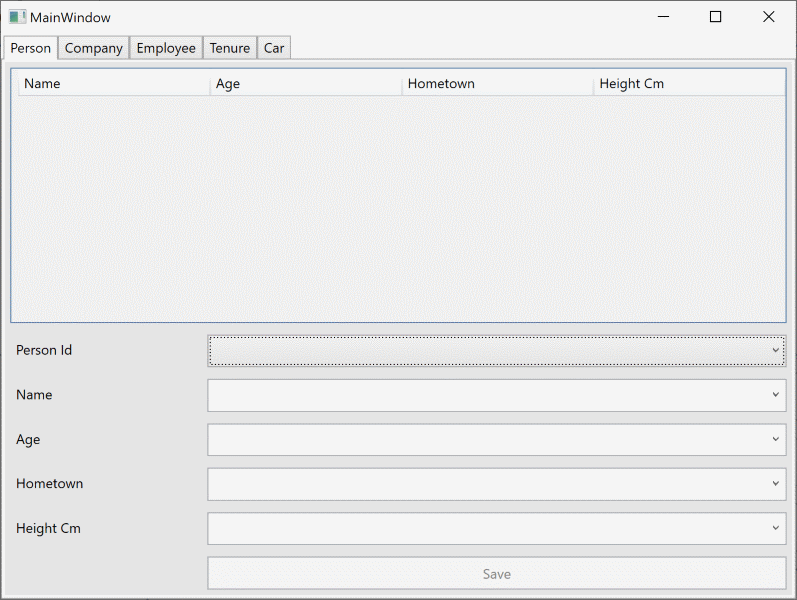 MainWindow
Person Company Employee Tenure Car
Name Age Hometown Height Cm
Person Id
Name
Age
Hometown
Height Cm
Save